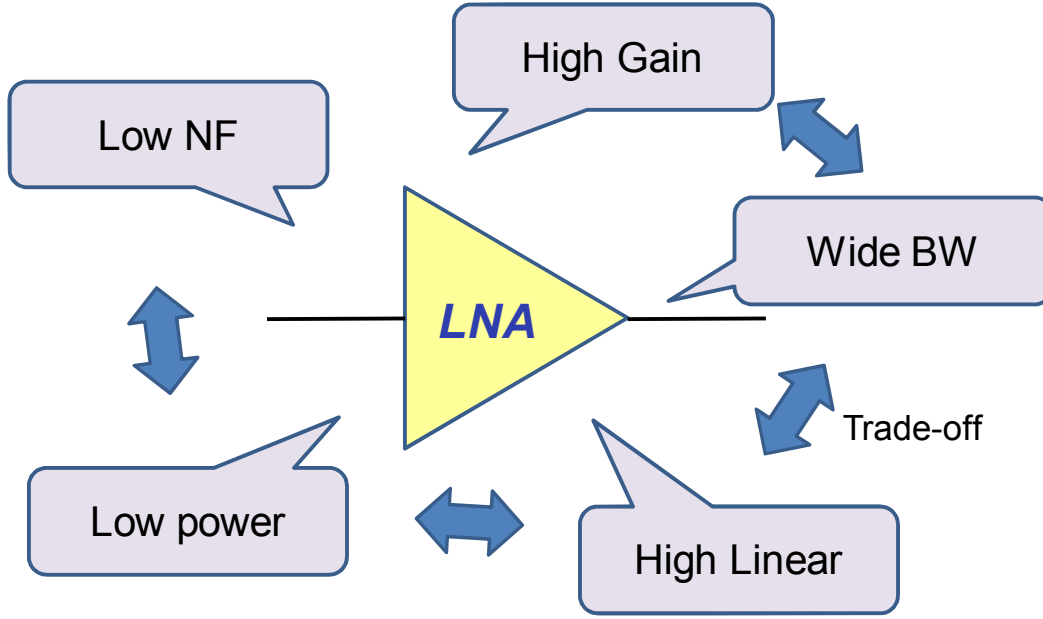 High Gain
Low NF
Wide BW
LNA
Trade-off
Low power
High Linear